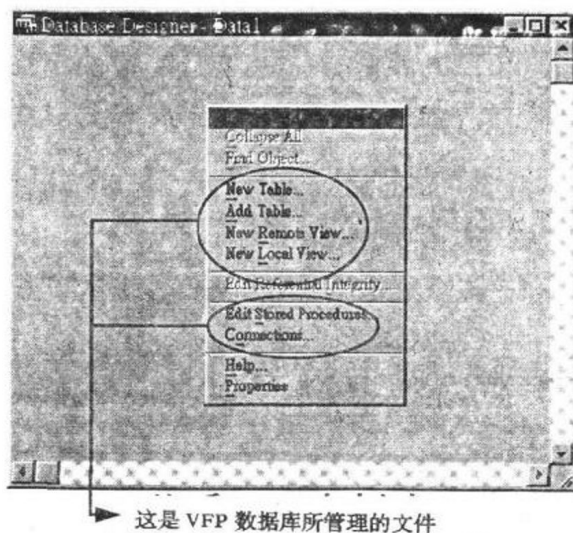 Database Designer - Data1
Collapse All
Find Object...
New Table...
Add Table...
New Remote View...
New Local View...
Edit Referential Integrity...
Edit Stored Procedures...
Connections...
Help...
Properties
这是 VFP 数据库所管理的文件